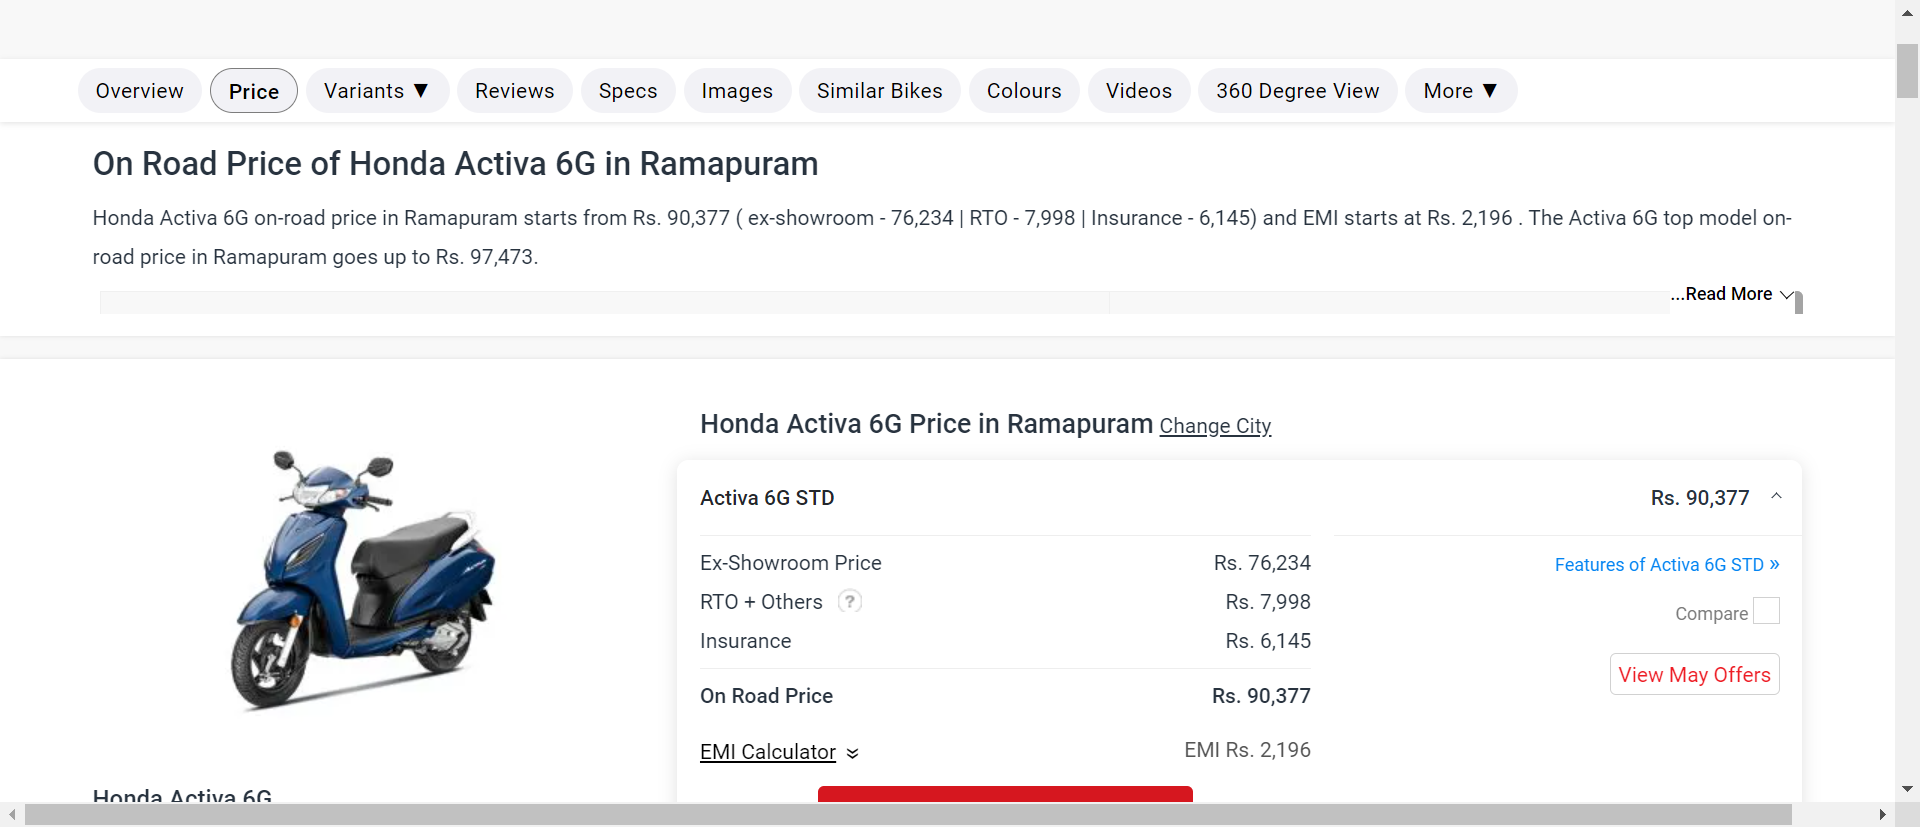 Overview
Price
Variants ▼
Reviews
Specs
Images
Similar Bikes
Colours
Videos
360 Degree View
More ▼
On Road Price of Honda Activa 6G in Ramapuram
Honda Activa 6G on-road price in Ramapuram starts from Rs. 90,377 ( ex-showroom - 76,234 | RTO - 7,998 | Insurance - 6,145) and EMI starts at Rs. 2,196 . The Activa 6G top model on-
road price in Ramapuram goes up to Rs. 97,473.
...Read More
Honda Activa 6G Price in Ramapuram Change City
Activa 6G STD Rs. 90,377
Ex-Showroom Price Rs. 76,234
RTO + Others ? Rs. 7,998
Insurance Rs. 6,145
On Road Price Rs. 90,377
EMI Calculator EMI Rs. 2,196
Features of Activa 6G STD »
Compare
View May Offers
Honda Activa 6G